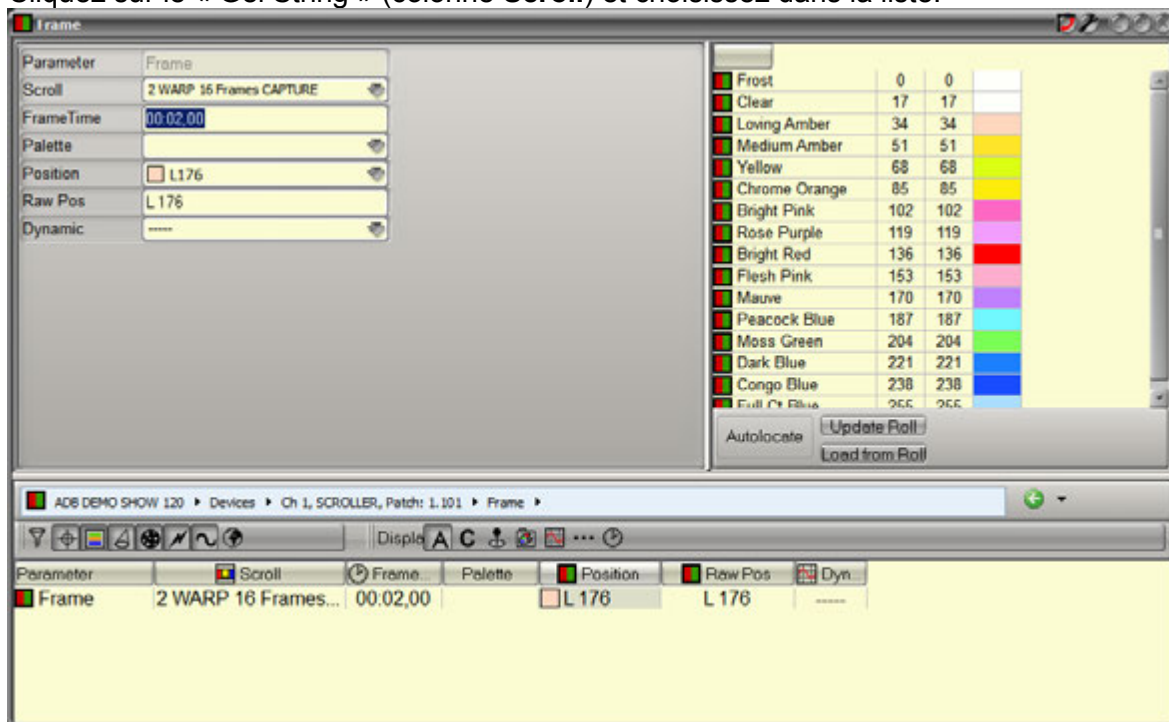 Cliquez sur le « Gel String » (colonne Scroll) et choisissez dans la liste.
Frame
Parameter Frame
Scroll 2 WARP 16 Frames CAPTURE
FrameTime 00:02,00
Palette
Position L176
Raw Pos L 176
Dynamic -----
Frost 0 0
Clear 17 17
Loving Amber 34 34
Medium Amber 51 51
Yellow 68 68
Chrome Orange 85 85
Bright Pink 102 102
Rose Purple 119 119
Bright Red 136 136
Flesh Pink 153 153
Mauve 170 170
Peacock Blue 187 187
Moss Green 204 204
Dark Blue 221 221
Congo Blue 238 238
Full Ct Blue 255 255
Autolocate
Update Roll
Load from Roll
ADB DEMO SHOW 120 ▸ Devices ▸ Ch 1, SCROLLER, Patch: 1.101 ▸ Frame ▸
Displa A C
Parameter Scroll Frame... Palette Position Raw Pos Dyn...
Frame 2 WARP 16 Frames... 00:02,00 L 176 L 176 -----